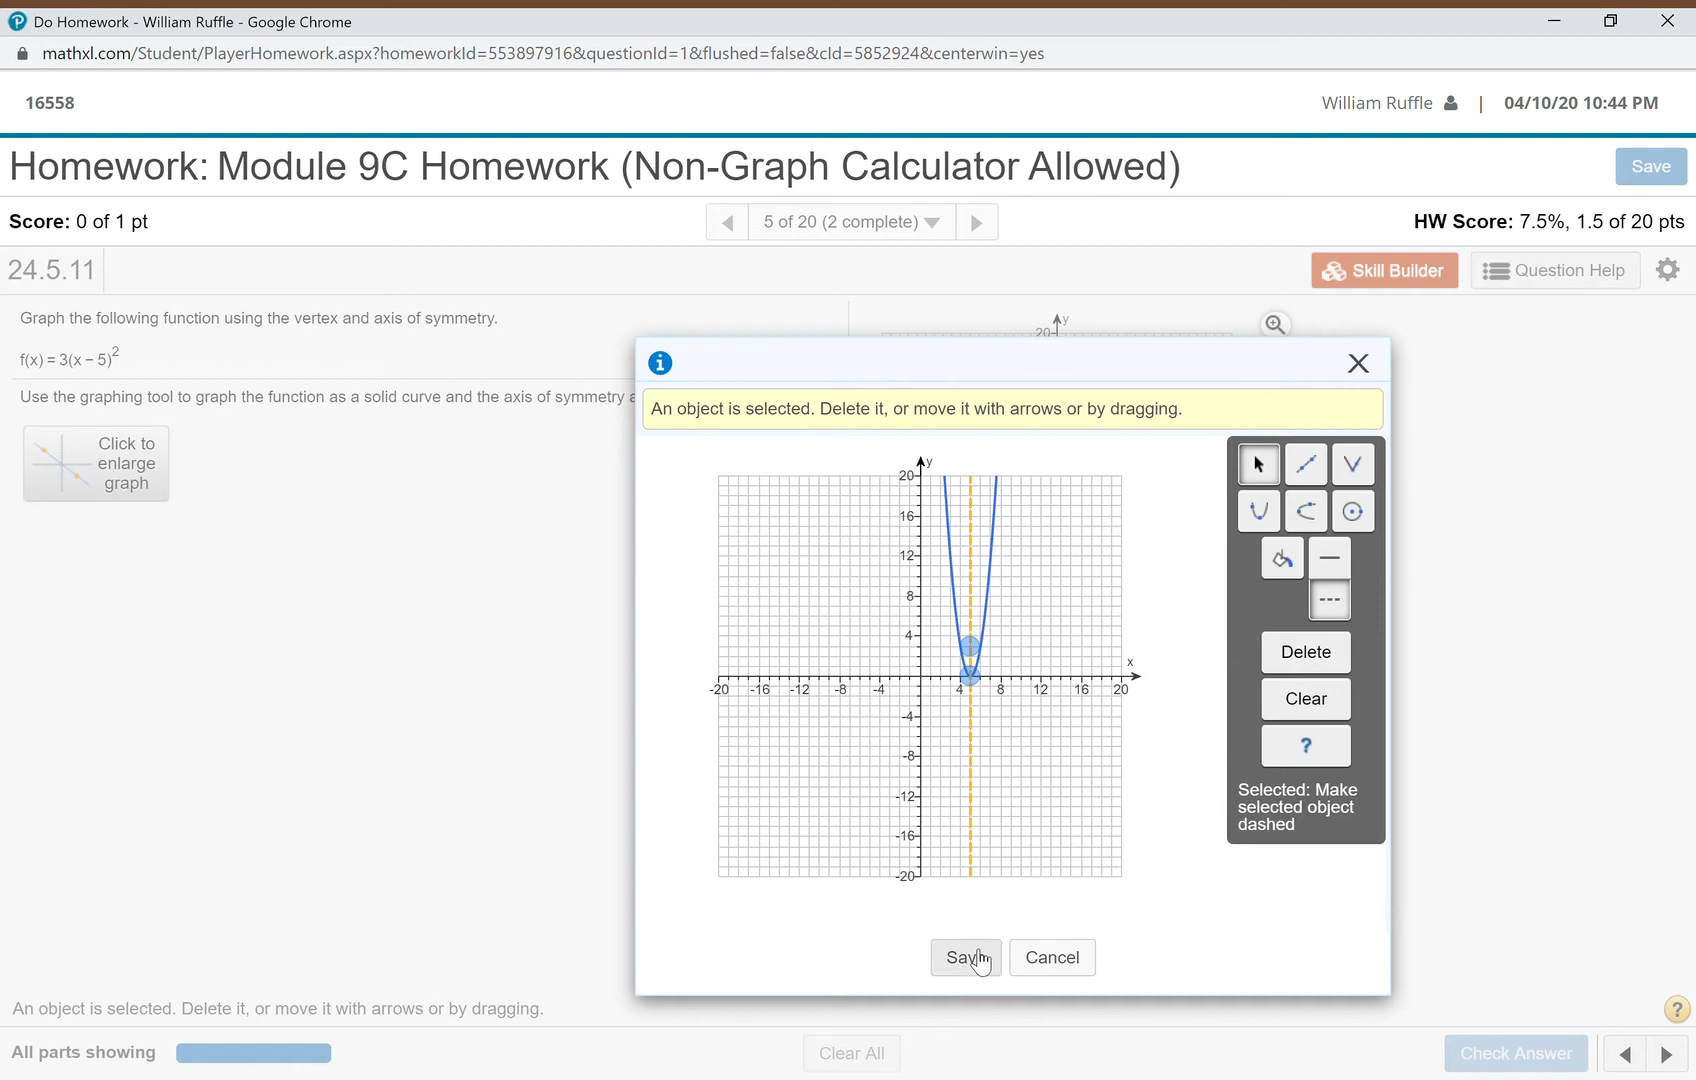 Do Homework - William Ruffle - Google Chrome
mathxl.com/Student/PlayerHomework.aspx?homeworkId=553897916&questionId=1&flushed=false&cId=5852924&centerwin=yes
16558
William Ruffle | 04/10/20 10:44 PM
Homework: Module 9C Homework (Non-Graph Calculator Allowed)
Save
Score: 0 of 1 pt
5 of 20 (2 complete)
HW Score: 7.5%, 1.5 of 20 pts
24.5.11
Skill Builder
Question Help
Graph the following function using the vertex and axis of symmetry.
f(x) = 3(x – 5)²
Use the graphing tool to graph the function as a solid curve and the axis of symmetry
Click to
enlarge
graph
y
20
An object is selected. Delete it, or move it with arrows or by dragging.
y
20
16
12
8
4
x
-20 -16 -12 -8 -4 4 8 12 16 20
-4
-8
-12
-16
-20
Delete
Clear
?
Selected: Make
selected object
dashed
Cancel
An object is selected. Delete it, or move it with arrows or by dragging.
?
All parts showing
Clear All
Check Answer